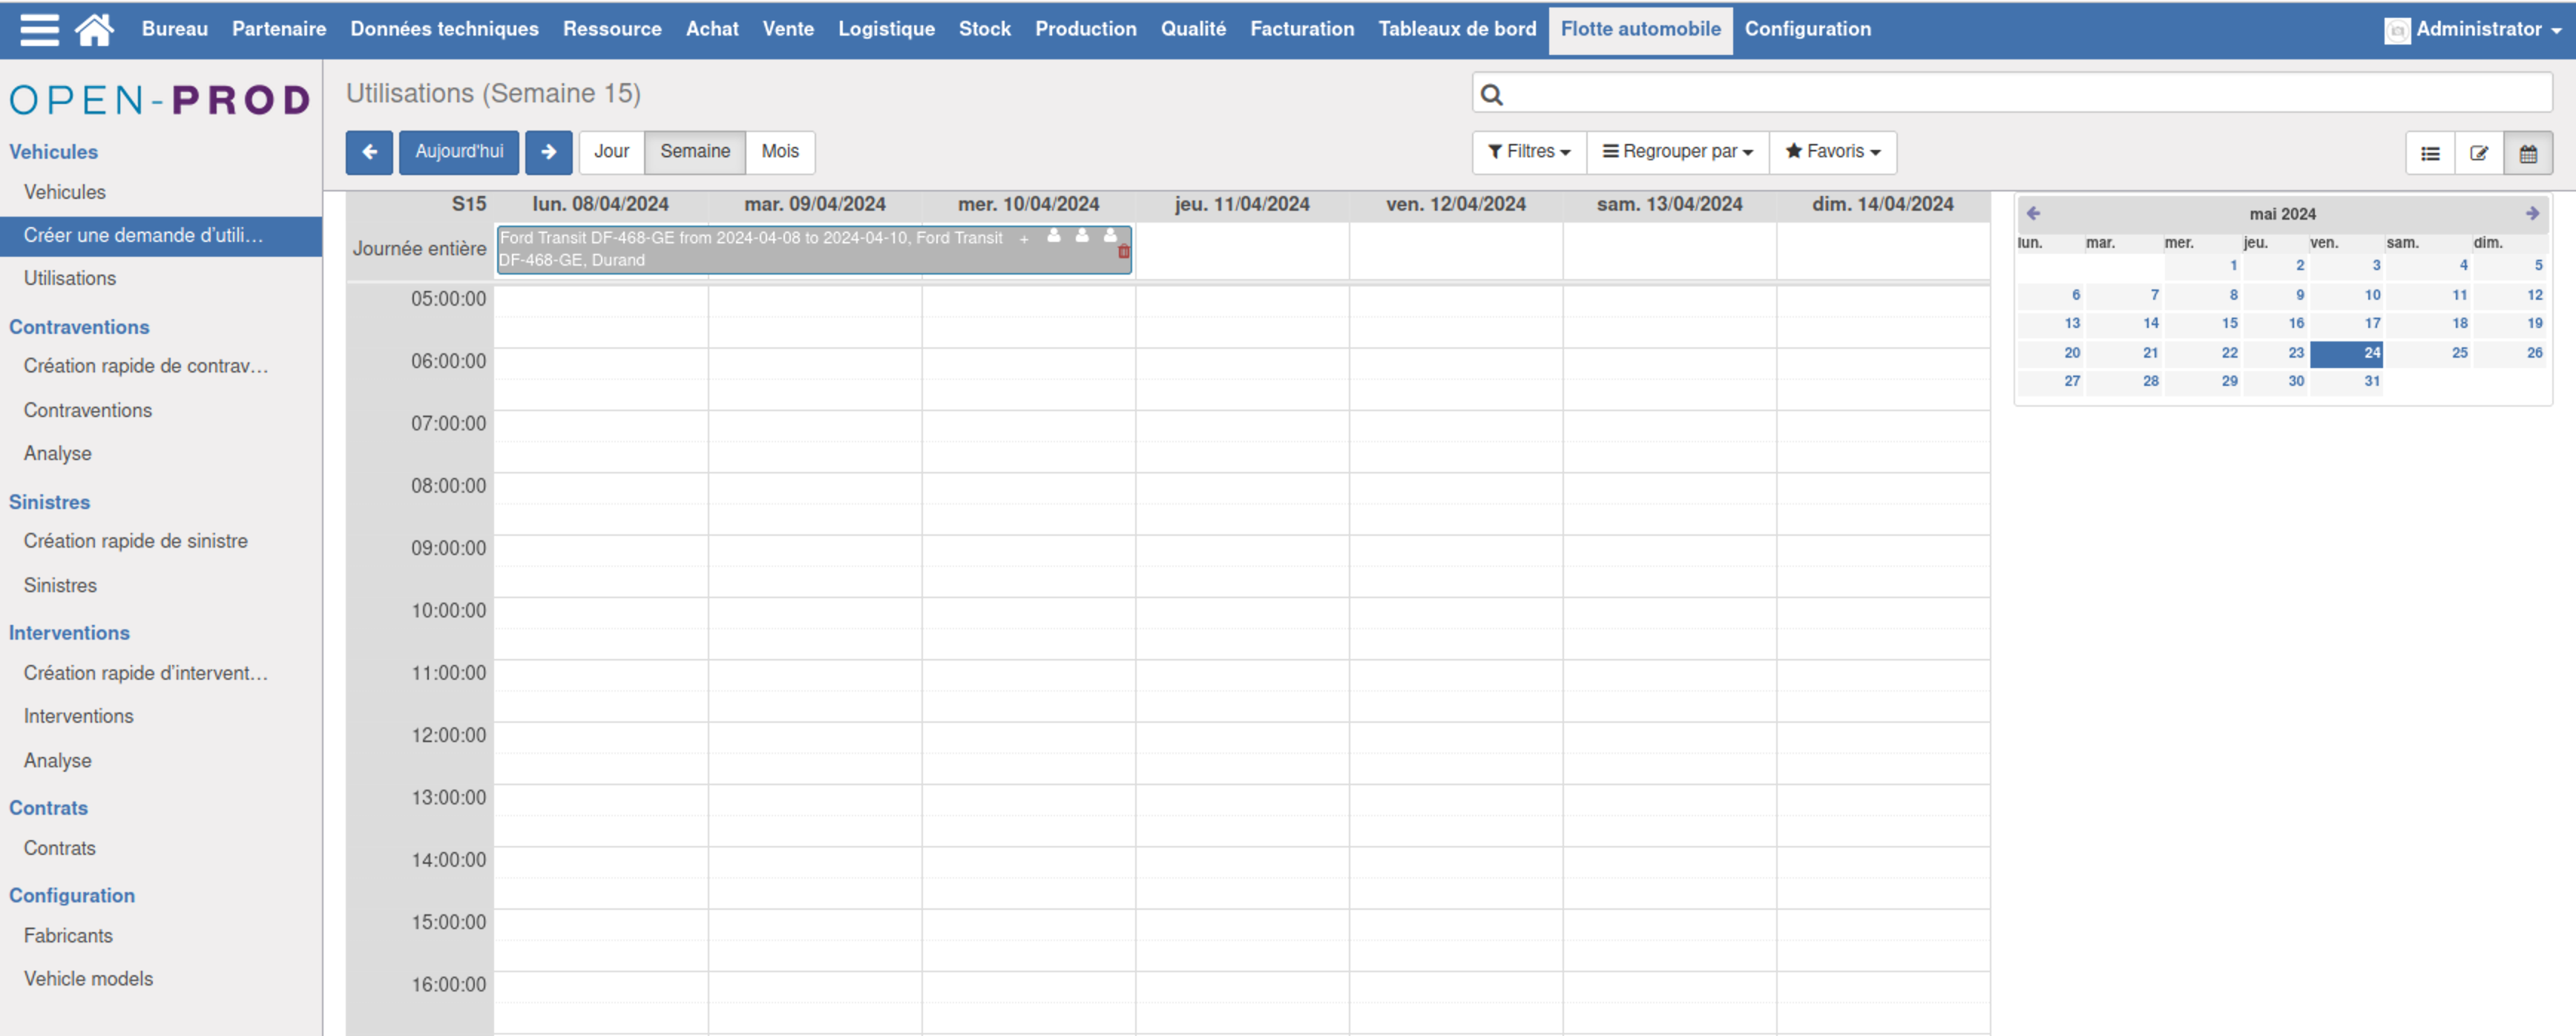 Bureau Partenaire Données techniques Ressource Achat Vente Logistique Stock Production Qualité Facturation Tableaux de bord Flotte automobile Configuration Administrator
OPEN-PROD
Vehicules
Vehicules
Créer une demande d'utili…
Utilisations
Contraventions
Création rapide de contrav…
Contraventions
Analyse
Sinistres
Création rapide de sinistre
Sinistres
Interventions
Création rapide d'intervent…
Interventions
Analyse
Contrats
Contrats
Configuration
Fabricants
Vehicle models
Utilisations (Semaine 15)
Aujourd'hui Jour Semaine Mois
Filtres Regrouper par Favoris
S15 lun. 08/04/2024 mar. 09/04/2024 mer. 10/04/2024 jeu. 11/04/2024 ven. 12/04/2024 sam. 13/04/2024 dim. 14/04/2024
Journée entière
Ford Transit DF-468-GE from 2024-04-08 to 2024-04-10, Ford Transit +
DF-468-GE, Durand
05:00:00
06:00:00
07:00:00
08:00:00
09:00:00
10:00:00
11:00:00
12:00:00
13:00:00
14:00:00
15:00:00
16:00:00
mai 2024
lun. mar. mer. jeu. ven. sam. dim.
1 2 3 4 5
6 7 8 9 10 11 12
13 14 15 16 17 18 19
20 21 22 23 24 25 26
27 28 29 30 31